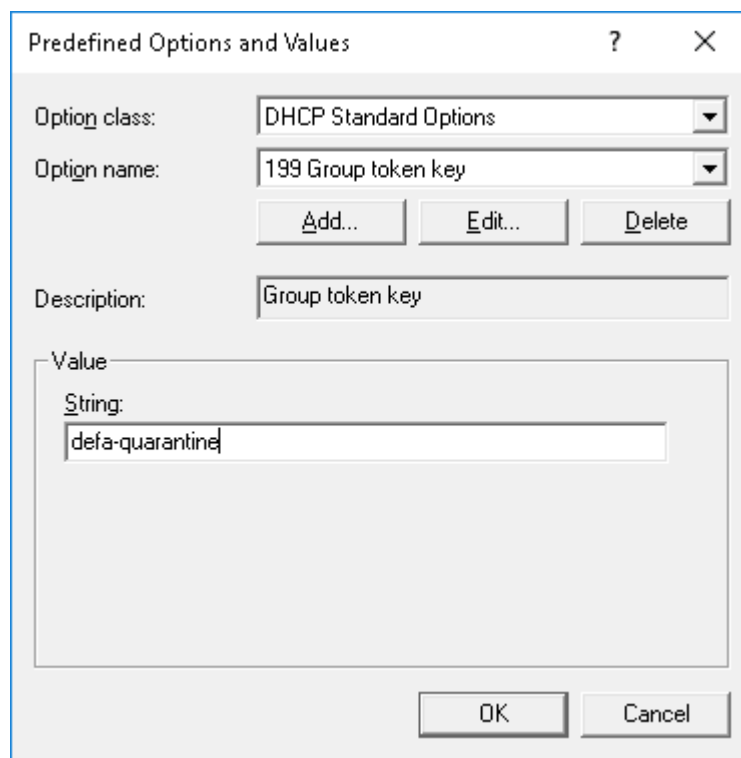 Predefined Options and Values ? X
Option class: DHCP Standard Options
Option name: 199 Group token key
Add... Edit... Delete
Description: Group token key
Value
String:
defa-quarantine
OK Cancel